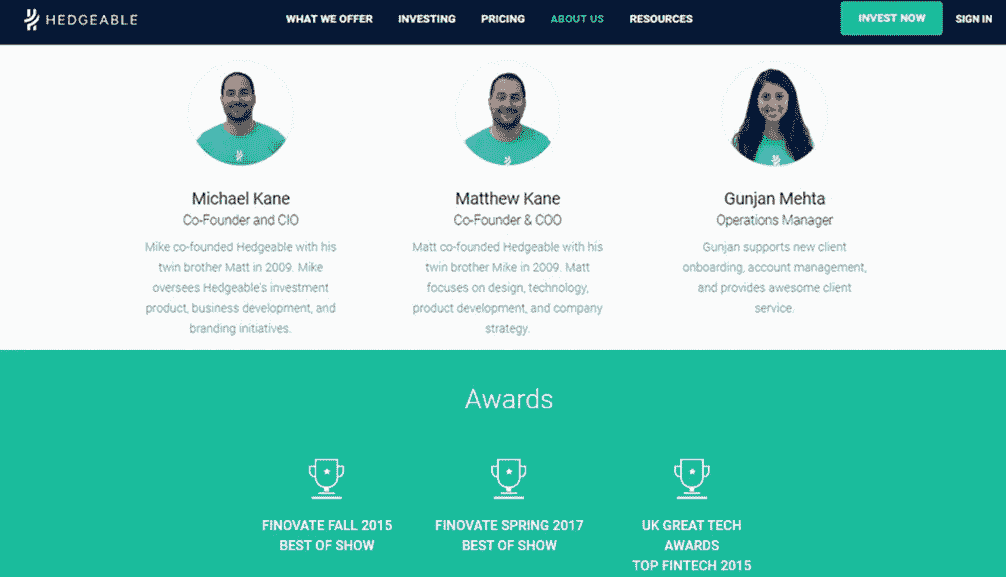 HEDGEABLE
WHAT WE OFFER
INVESTING
PRICING
ABOUT US
RESOURCES
INVEST NOW
SIGN IN
Michael Kane
Co-Founder and CIO
Mike co-founded Hedgeable with his
twin brother Matt in 2009. Mike
oversees Hedgeable's investment
product, business development, and
branding initiatives.
Matthew Kane
Co-Founder & COO
Matt co-founded Hedgeable with his
twin brother Mike in 2009. Matt
focuses on design, technology,
product development, and company
strategy.
Gunjan Mehta
Operations Manager
Gunjan supports new client
onboarding, account management,
and provides awesome client
service.
Awards
FINOVATE FALL 2015
BEST OF SHOW
FINOVATE SPRING 2017
BEST OF SHOW
UK GREAT TECH
AWARDS
TOP FINTECH 2015